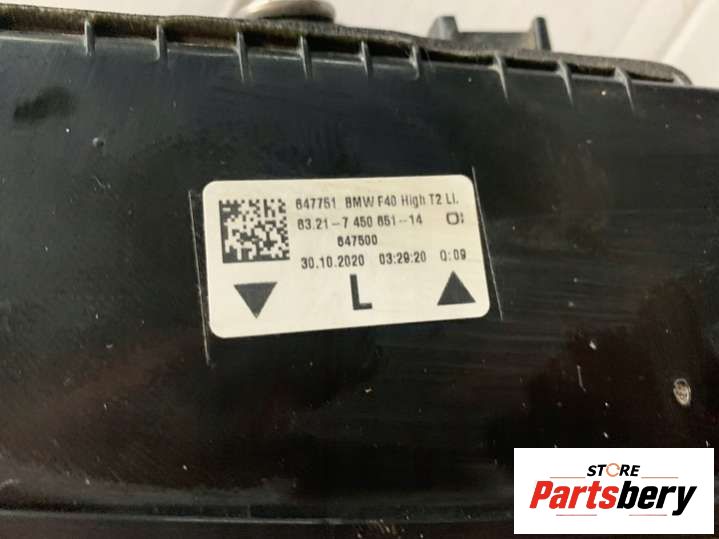 647751 BMW F40 High T2 LI.
63.21-7 450 651-14
647500
30.10.2020 03:29:20 Q:09
L
STORE
Partsbery